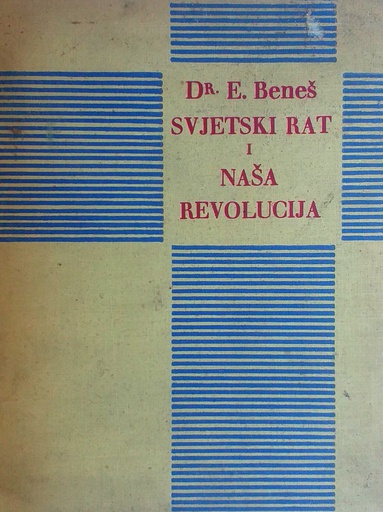 Dr. E. Beneš
SVJETSKI RAT
I
NAŠA
REVOLUCIJA